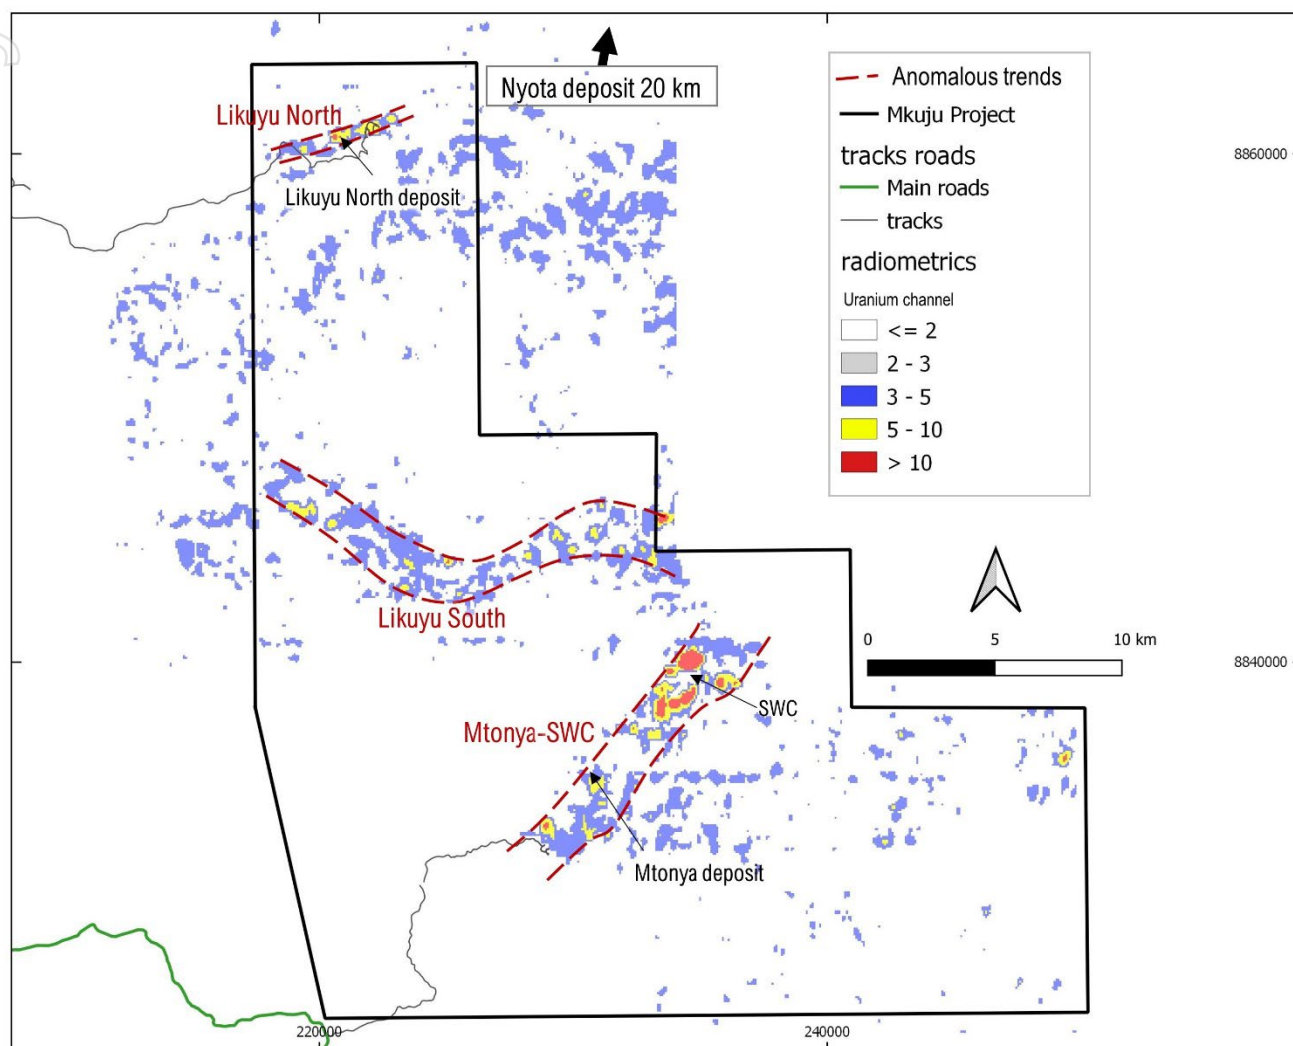 Nyota deposit 20 km
Likuyu North
Likuyu North deposit
Anomalous trends
Mkuju Project
tracks roads
Main roads
tracks
radiometrics
Uranium channel
<= 2
2 - 3
3 - 5
5 - 10
> 10
8860000
Likuyu South
0 5 10 km
8840000
SWC
Mtonya-SWC
Mtonya deposit
220000
240000